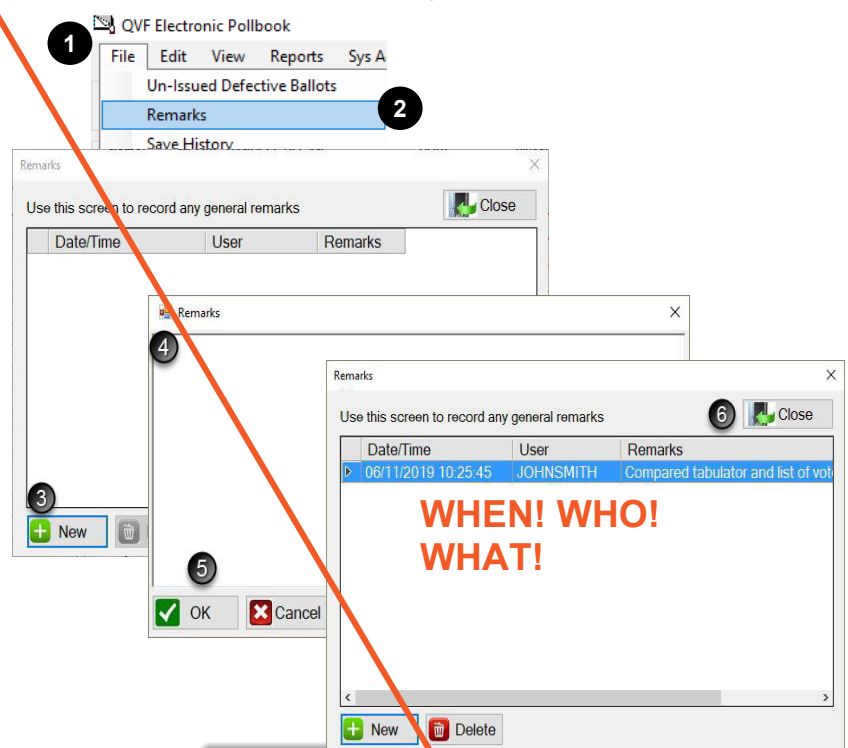 QVF Electronic Pollbook
1
File Edit View Reports Sys A
Un-Issued Defective Ballots
Remarks
2
Save History
Remarks
Use this screen to record any general remarks
Close
Date/Time User Remarks
3
New
Remarks
4
5
OK Cancel
Remarks
Use this screen to record any general remarks
6
Close
Date/Time User Remarks
06/11/2019 10:25:45 JOHNSMITH Compared tabulator and list of vot
WHEN! WHO!
WHAT!
New Delete